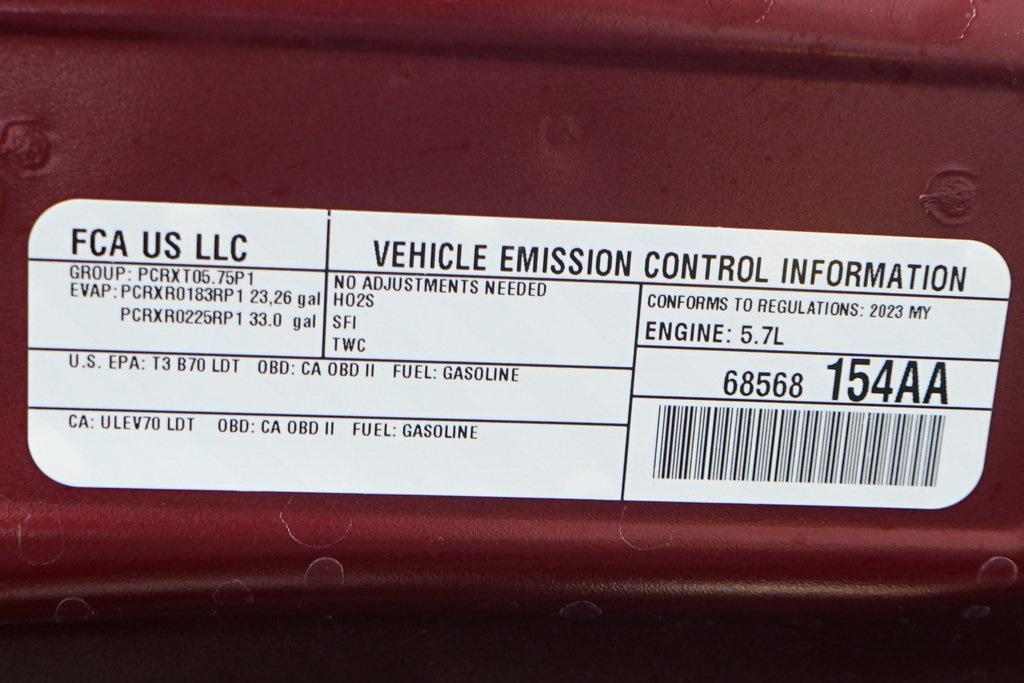 FCA US LLC
VEHICLE EMISSION CONTROL INFORMATION
GROUP: PCRXT05.75P1
EVAP: PCRXR0183RP1 23,26 gal
PCRXR0225RP1 33.0 gal
NO ADJUSTMENTS NEEDED
HO2S
SFI
TWC
CONFORMS TO REGULATIONS: 2023 MY
ENGINE: 5.7L
U.S. EPA: T3 B70 LDT OBD: CA OBD II FUEL: GASOLINE
68568 154AA
CA: ULEV70 LDT OBD: CA OBD II FUEL: GASOLINE